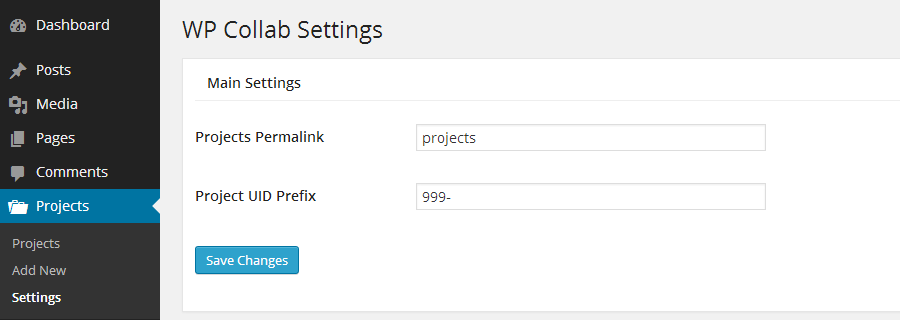 Dashboard
Posts
Media
Pages
Comments
Projects
Projects
Add New
Settings
WP Collab Settings
Main Settings
Projects Permalink projects
Project UID Prefix 999-
Save Changes